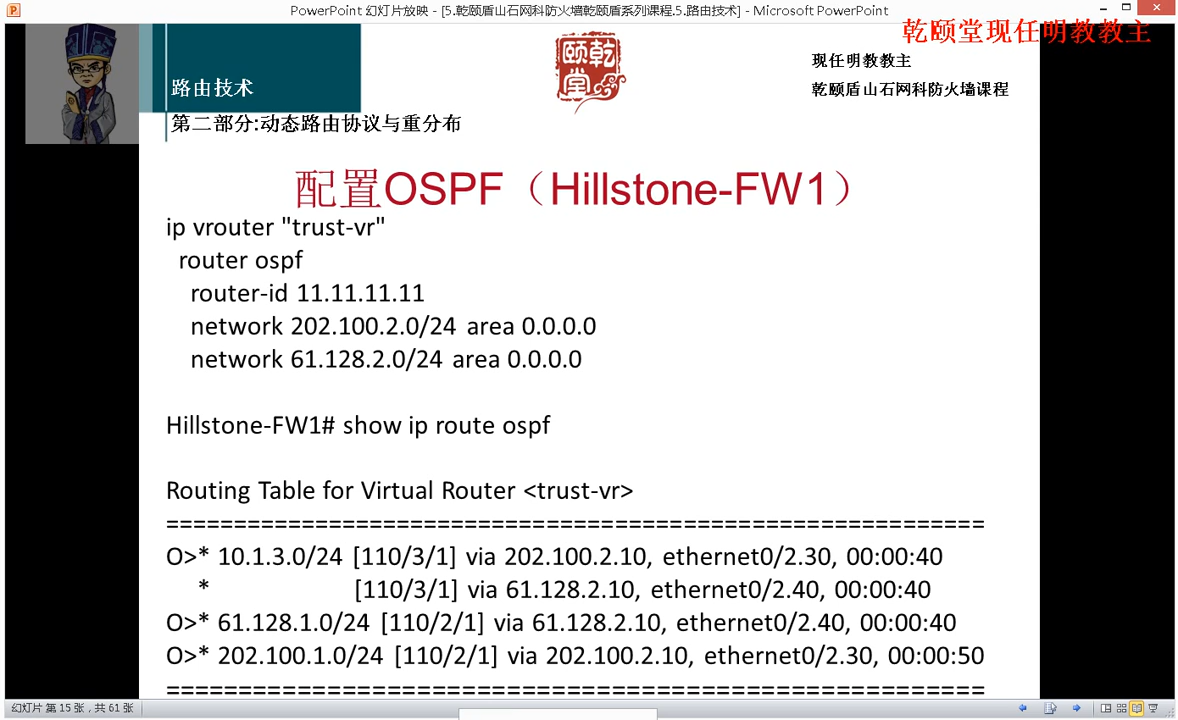 PowerPoint 幻灯片放映 - [5.乾颐盾山石网科防火墙乾颐盾系列课程.5.路由技术] - Microsoft PowerPoint
乾颐堂现任明教教主
现任明教教主
乾颐盾山石网科防火墙课程
乾颐堂
路由技术
第二部分:动态路由协议与重分布
配置OSPF（Hillstone-FW1）
ip vrouter "trust-vr"
router ospf
router-id 11.11.11.11
network 202.100.2.0/24 area 0.0.0.0
network 61.128.2.0/24 area 0.0.0.0
Hillstone-FW1# show ip route ospf
Routing Table for Virtual Router <trust-vr>
==============================================================
O>* 10.1.3.0/24 [110/3/1] via 202.100.2.10, ethernet0/2.30, 00:00:40
* [110/3/1] via 61.128.2.10, ethernet0/2.40, 00:00:40
O>* 61.128.1.0/24 [110/2/1] via 61.128.2.10, ethernet0/2.40, 00:00:40
O>* 202.100.1.0/24 [110/2/1] via 202.100.2.10, ethernet0/2.30, 00:00:50
==============================================================
幻灯片 第 15 张，共 61 张